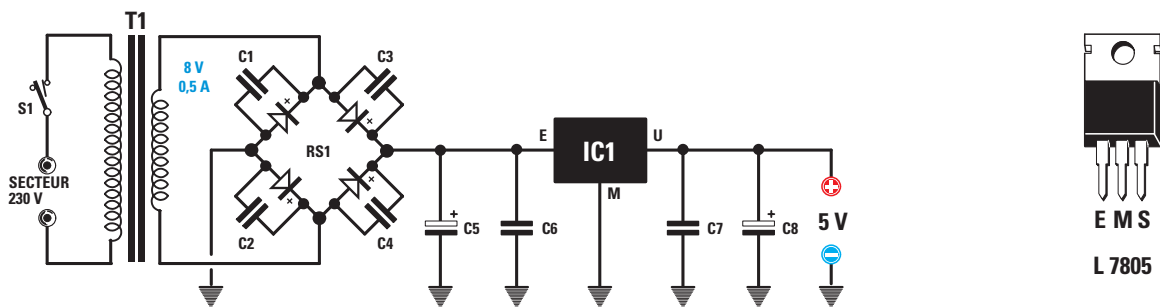 T1
8 V
0,5 A
S1
SECTEUR
230 V
C1
C3
RS1
C2
C4
E
IC1
U
M
+
C5
C6
C7
+
C8
+
5 V
−
E M S
L 7805